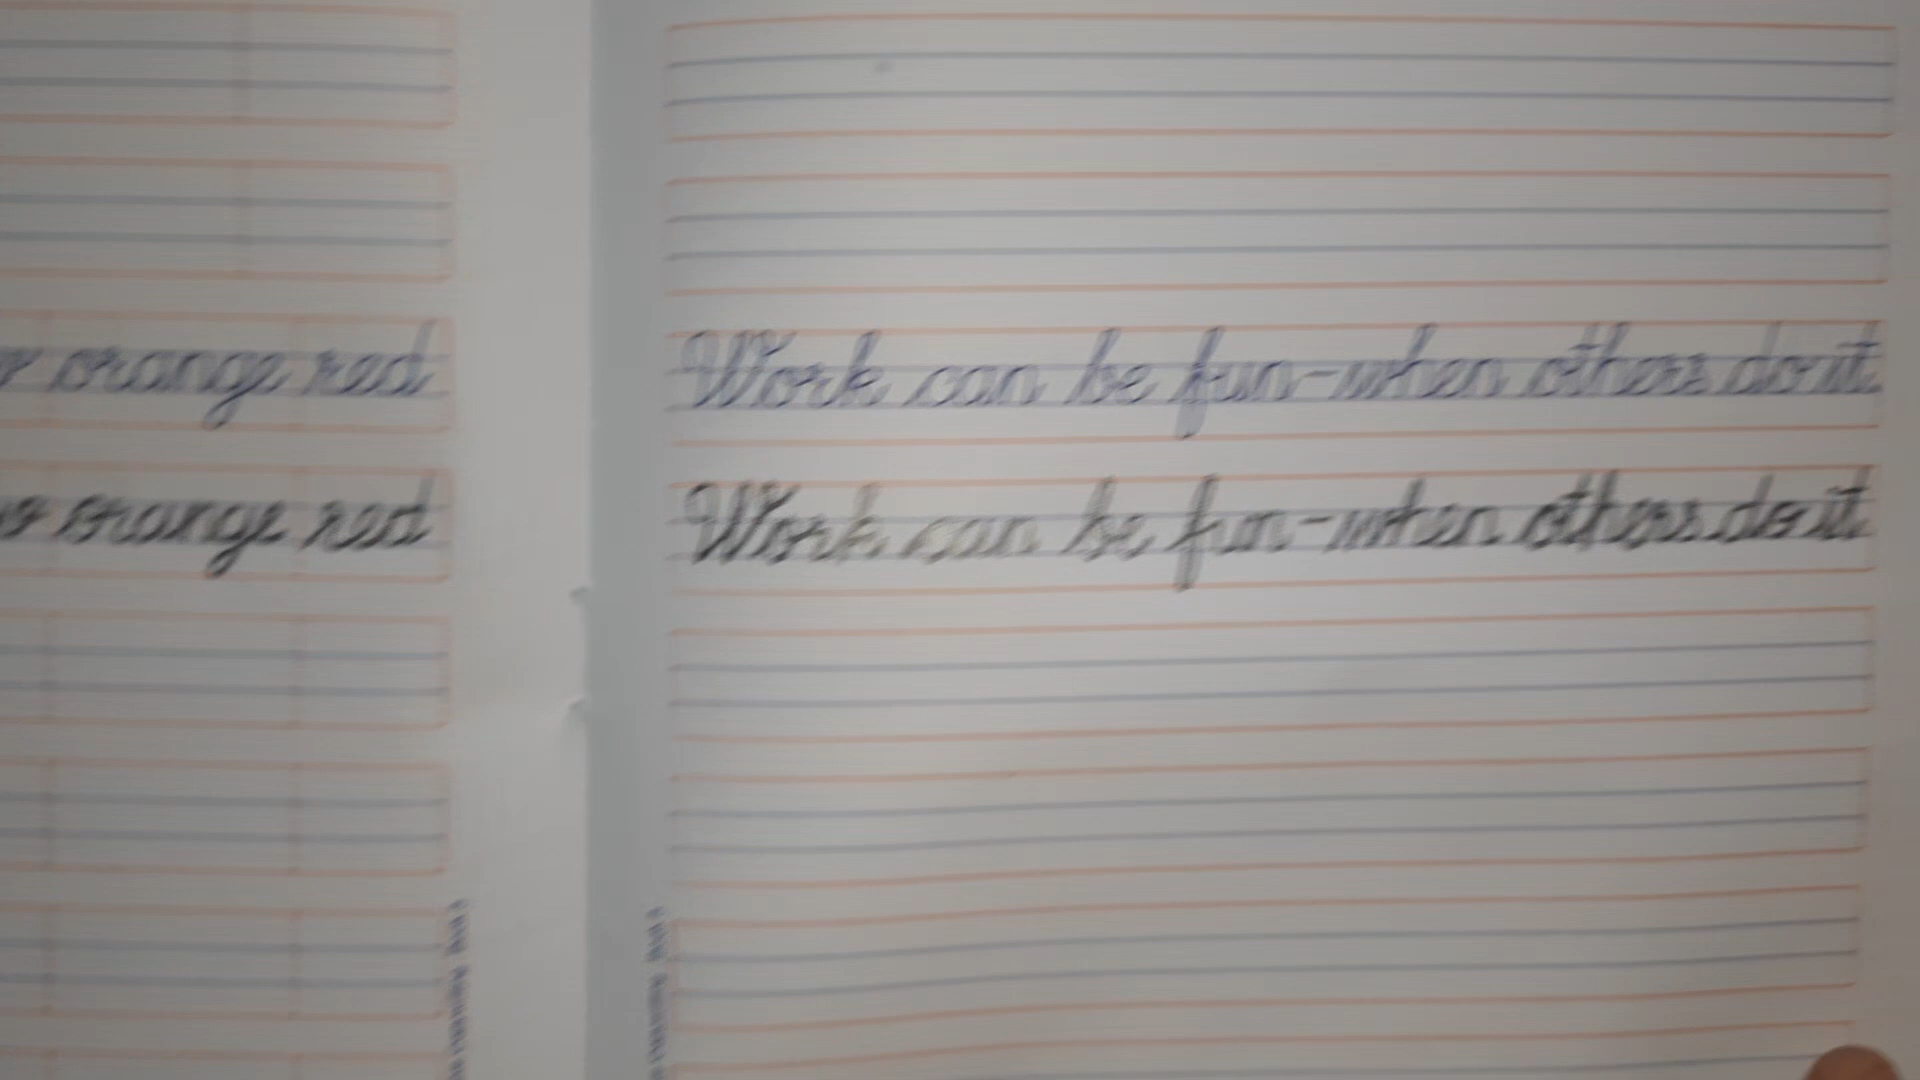 orange red
orange red
Work can be fun-when others do it.
Work can be fun-when others do it.